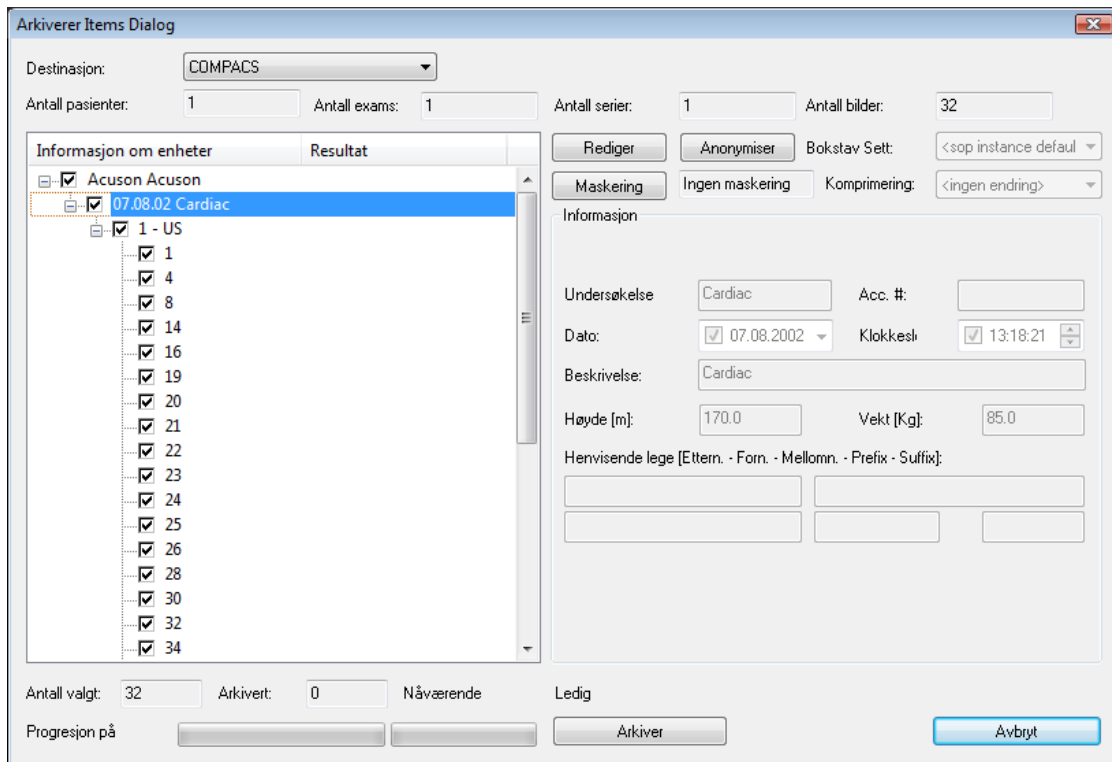 Arkiverer Items Dialog
Destinasjon: COMPACS
Antall pasienter: 1 Antall exams: 1 Antall serier: 1 Antall bilder: 32
Informasjon om enheter Resultat
Acuson Acuson
07.08.02 Cardiac
1 - US
1
4
8
14
16
19
20
21
22
23
24
25
26
28
30
32
34
Rediger Anonymiser Bokstav Sett: <sop instance defaul
Maskering Ingen maskering Komprimering: <ingen endring>
Informasjon
Undersøkelse Cardiac Acc. #:
Dato: 07.08.2002 Klokkesl 13:18:21
Beskrivelse: Cardiac
Høyde [m]: 170.0 Vekt [Kg]: 85.0
Henvisende lege [Ettern. - Forn. - Mellomn. - Prefix - Suffix]:
Antall valgt: 32 Arkivert: 0 Nåværende Ledig
Progresjon på Arkiver Avbryt